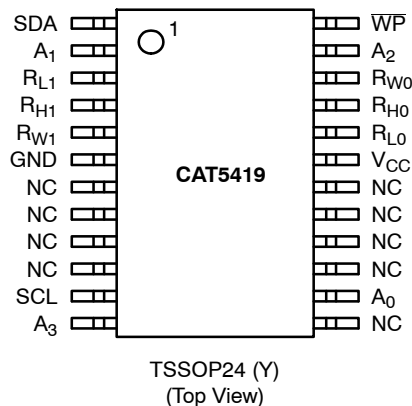 SDA
A1
RL1
RH1
RW1
GND
NC
NC
NC
NC
SCL
A3
1
CAT5419
WP
A2
RW0
RH0
RL0
VCC
NC
NC
NC
NC
A0
NC
TSSOP24 (Y)
(Top View)